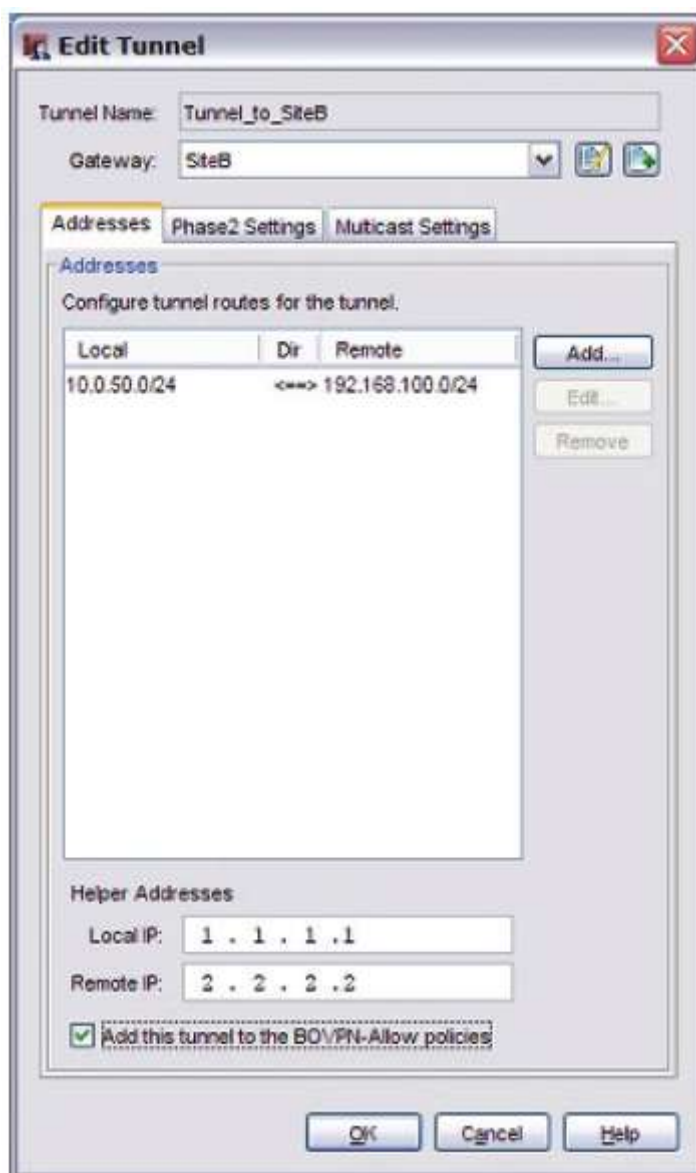 Edit Tunnel
Tunnel Name: Tunnel_to_SiteB
Gateway: SiteB
Addresses Phase2 Settings Multicast Settings
Addresses
Configure tunnel routes for the tunnel.
Local Dir Remote Add...
10.0.50.0/24 <==> 192.168.100.0/24
Edit...
Remove
Helper Addresses
Local IP: 1 . 1 . 1 .1
Remote IP: 2 . 2 . 2 .2
Add this tunnel to the BOVPN-Allow policies
OK Cancel Help